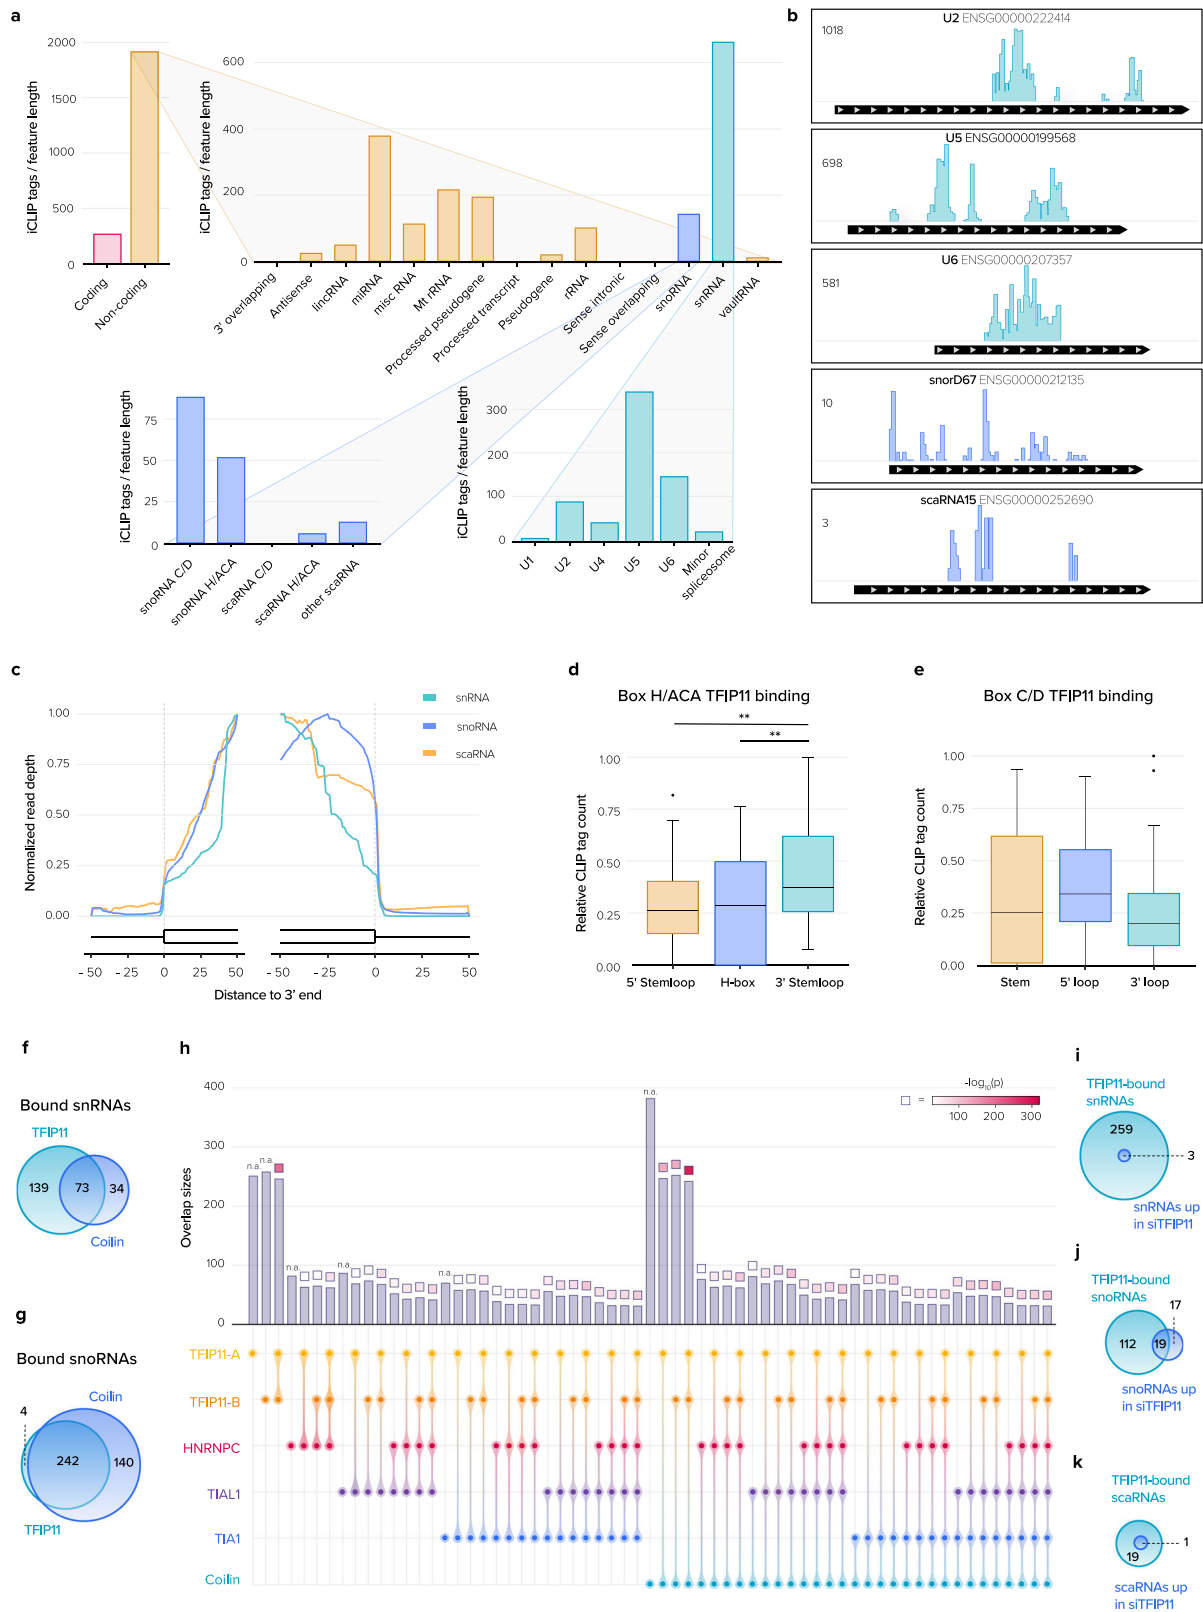 a
iCLIP tags / feature length
2000
1500
1000
500
0
Coding
Non-coding
iCLIP tags / feature length
600
400
200
0
3' overlapping
Antisense
lincRNA
miRNA
misc RNA
Mt rRNA
Processed pseudogene
Processed transcript
Pseudogene
rRNA
Sense intronic
Sense overlapping
snoRNA
snRNA
vaultRNA
iCLIP tags / feature length
75
50
25
0
snoRNA C/D
snoRNA H/ACA
scaRNA C/D
scaRNA H/ACA
other scaRNA
iCLIP tags / feature length
300
200
100
0
U1
U2
U4
U5
U6
Minor
spliceosome
b
U2 ENSG00000222414
1018
U5 ENSG00000199568
698
U6 ENSG00000207357
581
snorD67 ENSG00000212135
10
scaRNA15 ENSG00000252690
3
c
snRNA
snoRNA
scaRNA
Normalized read depth
1.00
0.75
0.50
0.25
0.00
-50 -25 0 25 50 -50 -25 0 50
Distance to 3' end
d
Box H/ACA TFIP11 binding
**
**
Relative CLIP tag count
1.00
0.75
0.50
0.25
0.00
5' Stemloop H-box 3' Stemloop
e
Box C/D TFIP11 binding
Relative CLIP tag count
1.00
0.75
0.50
0.25
0.00
Stem 5' loop 3' loop
f
Bound snRNAs
TFIP11
139 73 34
Coilin
g
Bound snoRNAs
Coilin
4
242 140
TFIP11
h
-log10(p)
=
100 200 300
Overlap sizes
400
300
200
100
0
n.a.
n.a.
n.a.
n.a.
n.a.
n.a.
TFIP11-A
TFIP11-B
HNRNPC
TIAL1
TIA1
Coilin
i
TFIP11-bound
snRNAs
259
3
snRNAs up
in siTFIP11
j
TFIP11-bound
snoRNAs
17
112 19
snoRNAs up
in siTFIP11
k
TFIP11-bound
scaRNAs
1
19
scaRNAs up
in siTFIP11